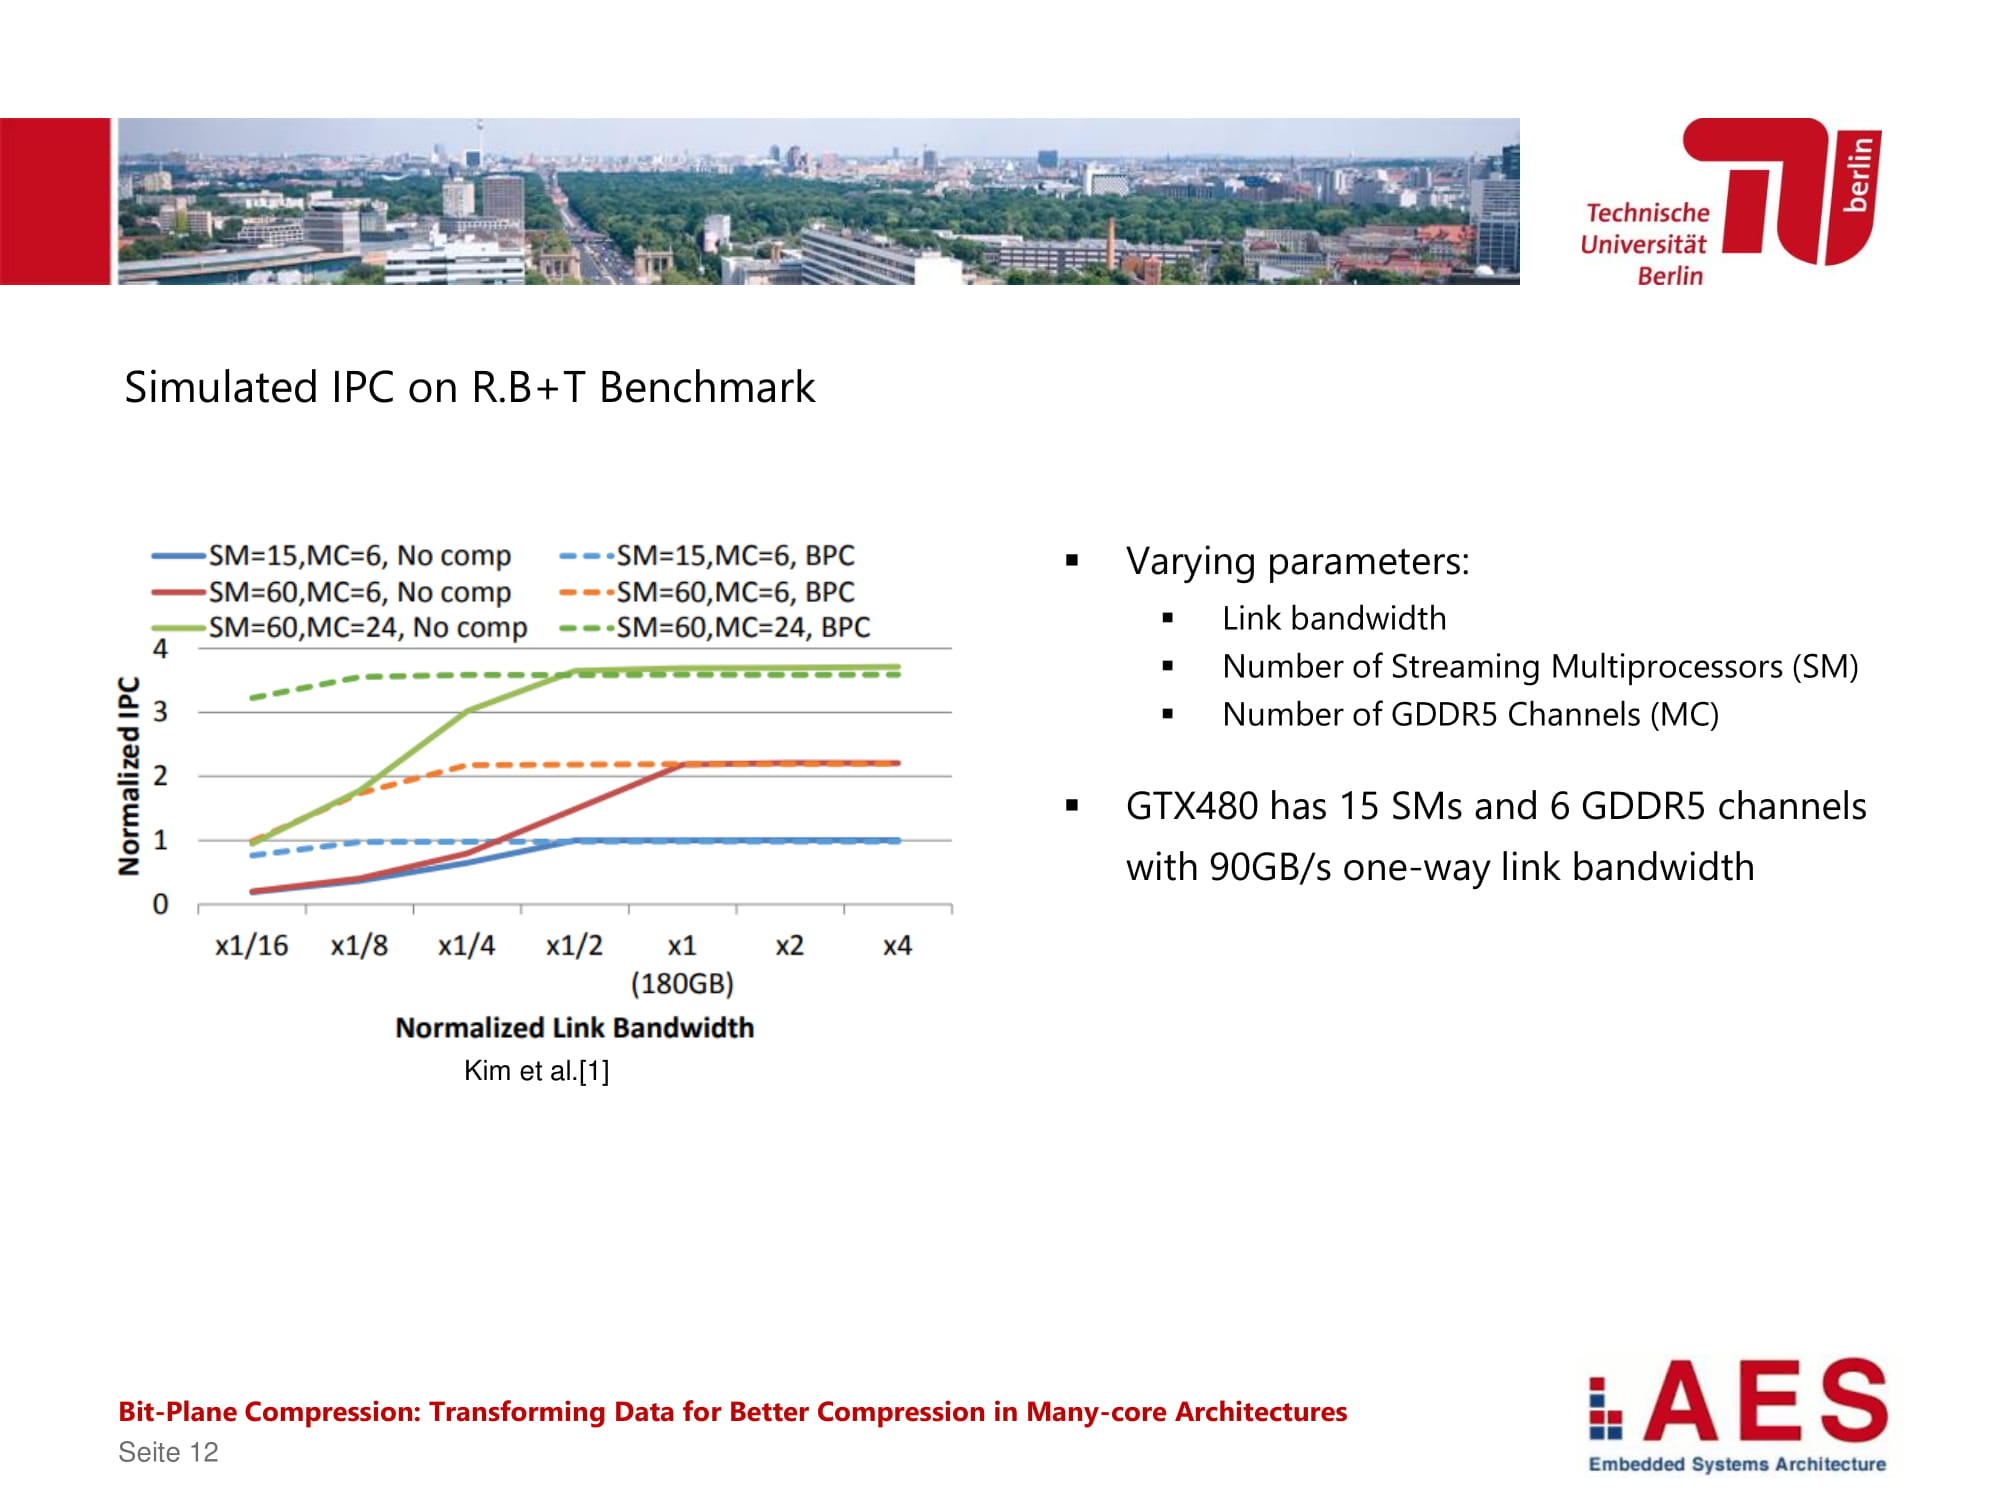 Technische
Universität
Berlin
berlin
Simulated IPC on R.B+T Benchmark
SM=15,MC=6, No comp
SM=15,MC=6, BPC
SM=60,MC=6, No comp
SM=60,MC=6, BPC
SM=60,MC=24, No comp
SM=60,MC=24, BPC
Normalized IPC
4
3
2
1
0
x1/16 x1/8 x1/4 x1/2 x1 x2 x4
(180GB)
Normalized Link Bandwidth
Kim et al.[1]
▪ Varying parameters:
▪ Link bandwidth
▪ Number of Streaming Multiprocessors (SM)
▪ Number of GDDR5 Channels (MC)
▪ GTX480 has 15 SMs and 6 GDDR5 channels
with 90GB/s one-way link bandwidth
Bit-Plane Compression: Transforming Data for Better Compression in Many-core Architectures
Seite 12
AES
Embedded Systems Architecture